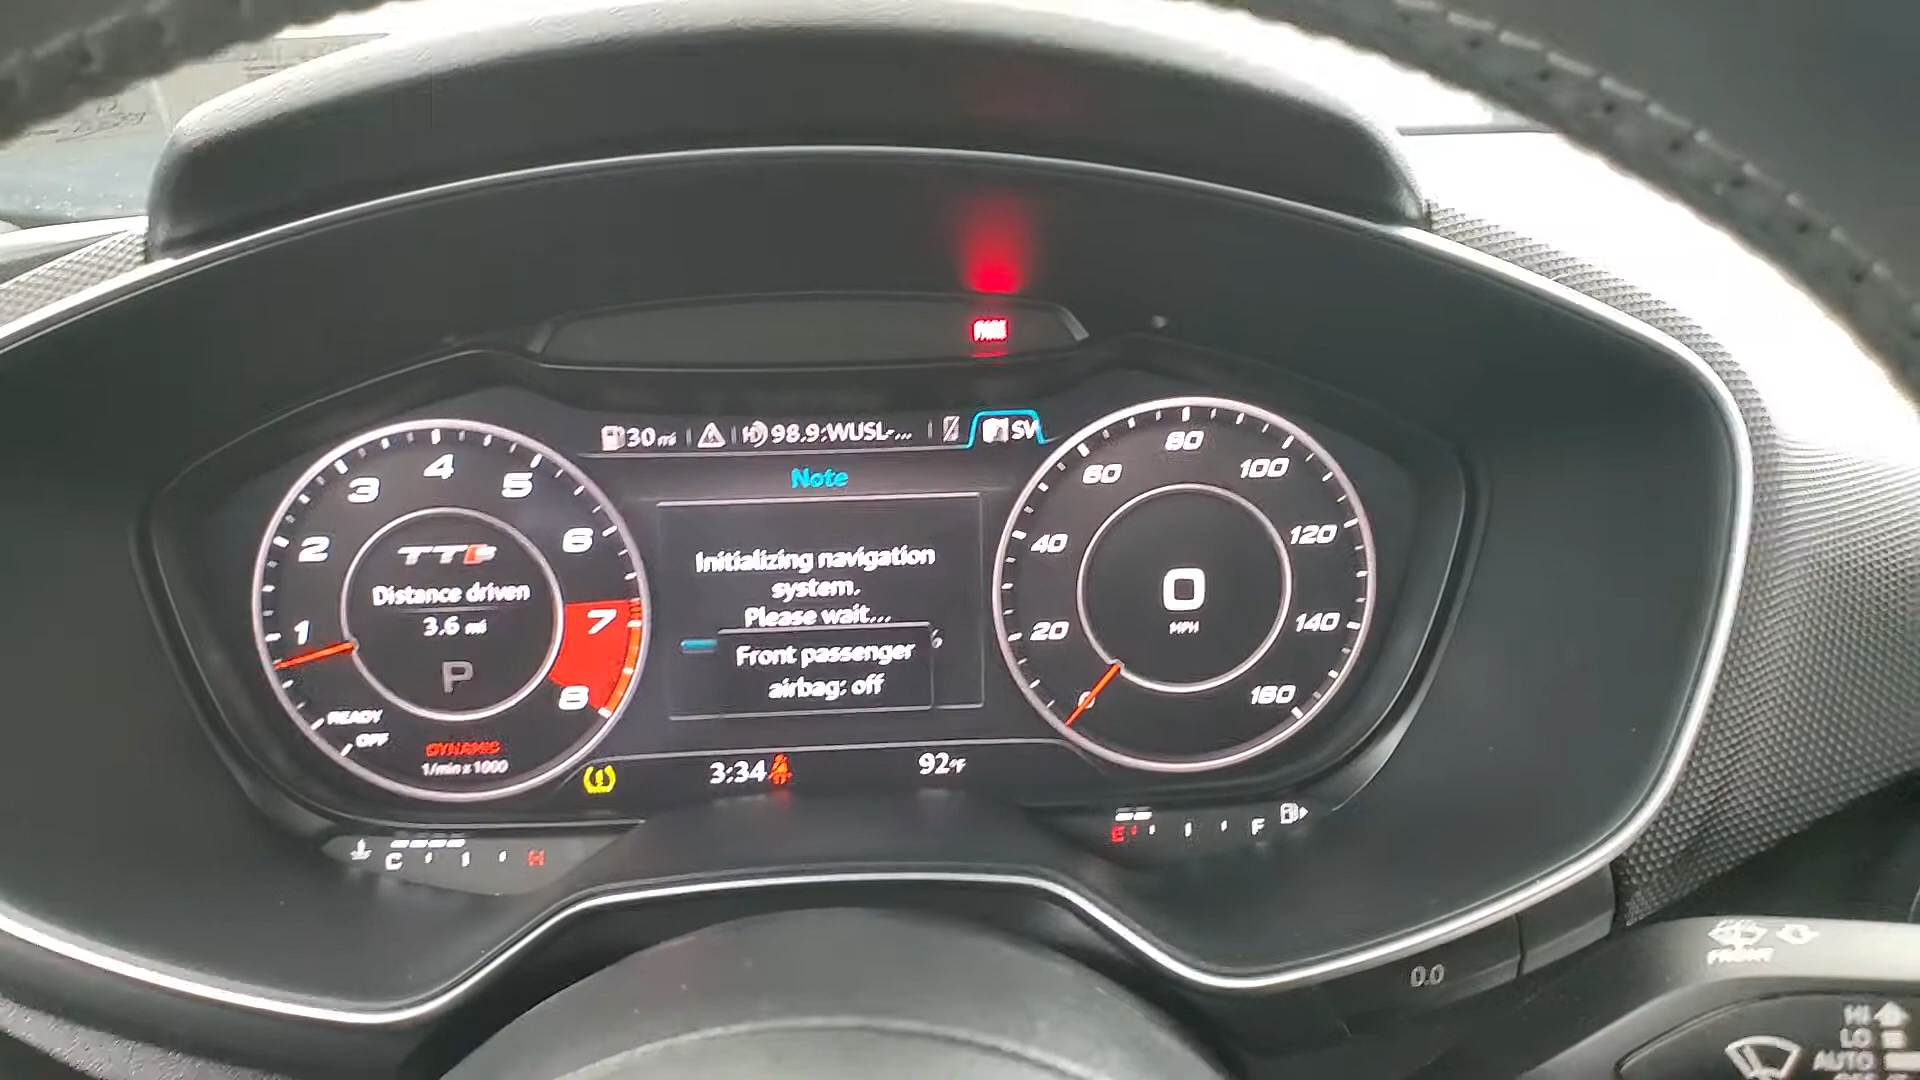 PARK
30 mi
98.9:WUSL-...
SV
Note
Initializing navigation
system.
Please wait...
Front passenger
airbag: off
1
2
3
4
5
6
7
8
TTS
Distance driven
3.6 mi
P
READY
OFF
DYNAMIC
1/min x 1000
0
20
40
60
80
100
120
140
160
0
MPH
3:34
92°F
C
H
E
F
0.0
FRONT
HI
LO
AUTO